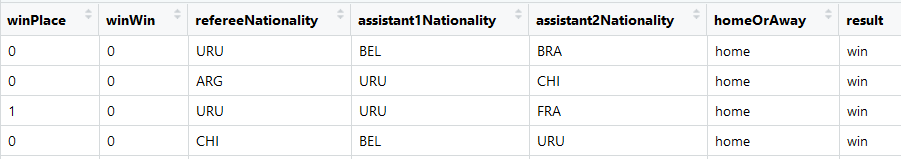 winPlace winWin refereeNationality assistant1Nationality assistant2Nationality homeOrAway result
0 0 URU BEL BRA home win
0 0 ARG URU CHI home win
1 0 URU URU FRA home win
0 0 CHI BEL URU home win